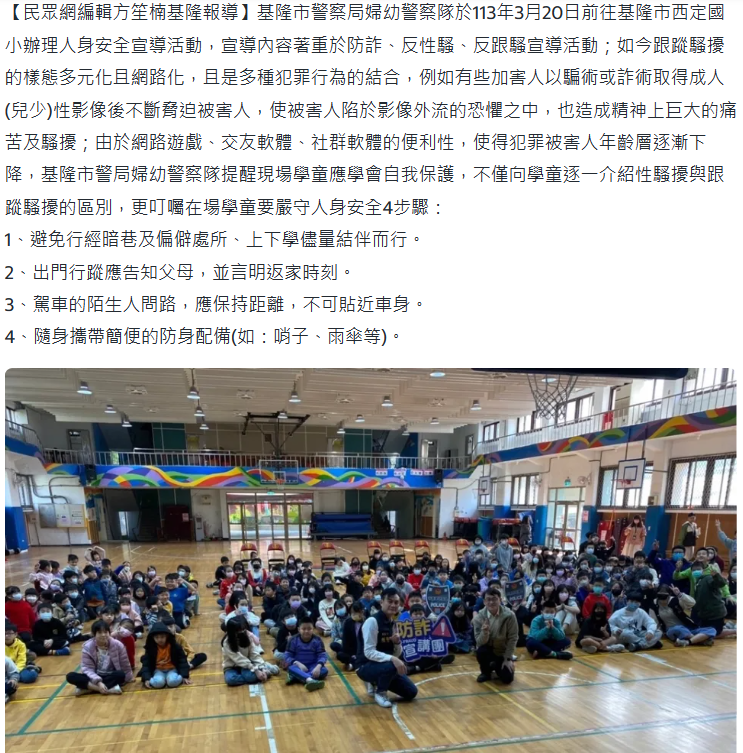 【民眾網編輯方笙楠基隆報導】基隆市警察局婦幼警察隊於113年3月20日前往基隆市西定國
小辦理人身安全宣導活動，宣導內容著重於防詐、反性騷、反跟騷宣導活動；如今跟蹤騷擾
的樣態多元化且網路化，且是多種犯罪行為的結合，例如有些加害人以騙術或詐術取得成人
(兒少)性影像後不斷脅迫被害人，使被害人陷於影像外流的恐懼之中，也造成精神上巨大的痛
苦及騷擾；由於網路遊戲、交友軟體、社群軟體的便利性，使得犯罪被害人年齡層逐漸下
降，基隆市警局婦幼警察隊提醒現場學童應學會自我保護，不僅向學童逐一介紹性騷擾與跟
蹤騷擾的區別，更叮囑在場學童要嚴守人身安全4步驟：
1、避免行經暗巷及偏僻處所、上下學儘量結伴而行。
2、出門行蹤應告知父母，並言明返家時刻。
3、駕車的陌生人問路，應保持距離，不可貼近車身。
4、隨身攜帶簡便的防身配備(如：哨子、雨傘等)。
POLICE
防詐
宣講團